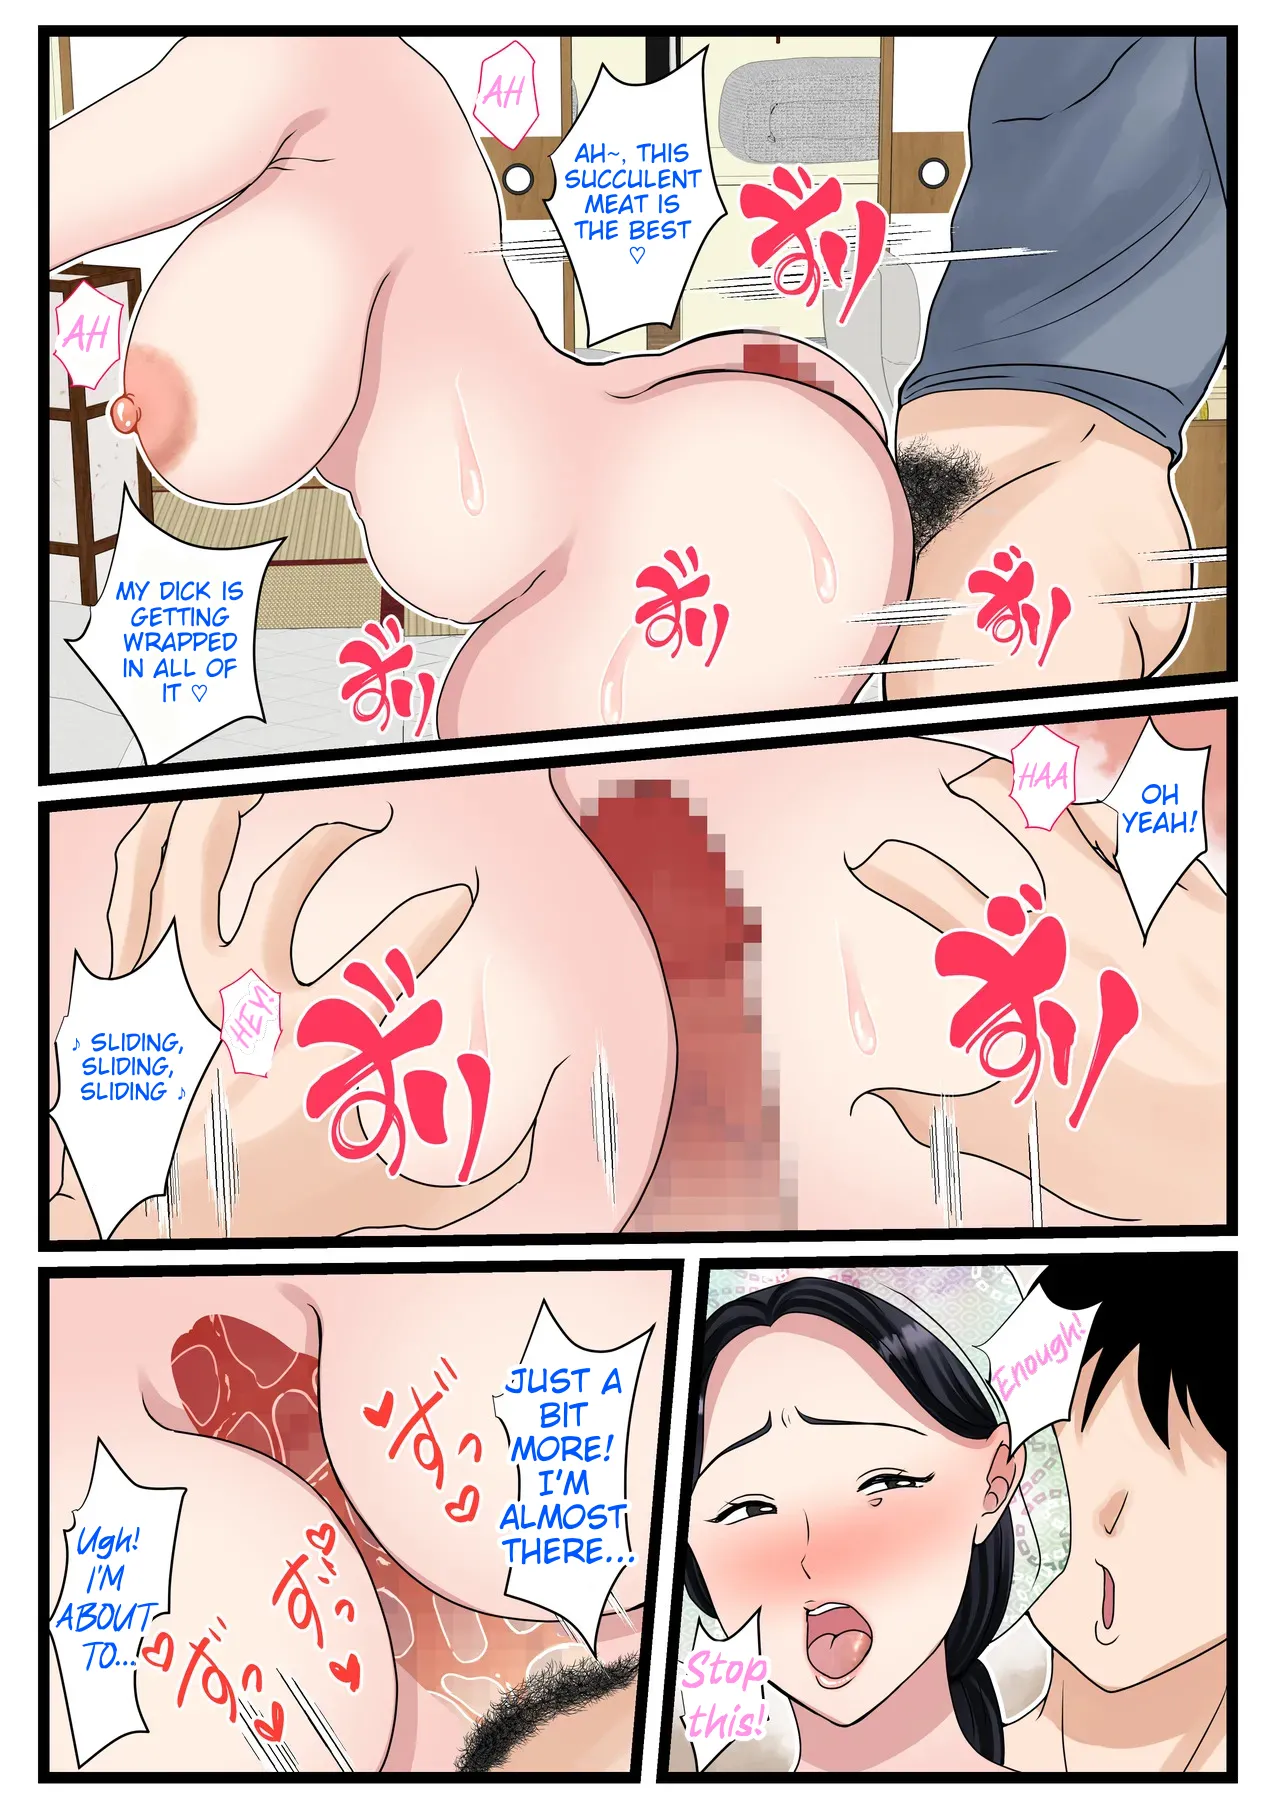 AH
AH~, THIS
SUCCULENT
MEAT IS
THE BEST
♡
ずり
AH
MY DICK IS
GETTING
WRAPPED
IN ALL OF
IT ♡
ずり
ずり
ずり
HAA
OH
YEAH!
HEY!
♪ SLIDING,
SLIDING,
SLIDING ♪
ずり
ずり
JUST A
BIT
MORE!
I'M
ALMOST
THERE...
ずっ
Ugh!
I'M
ABOUT
TO...
ずっ
ずっ
Enough!
Stop
this!